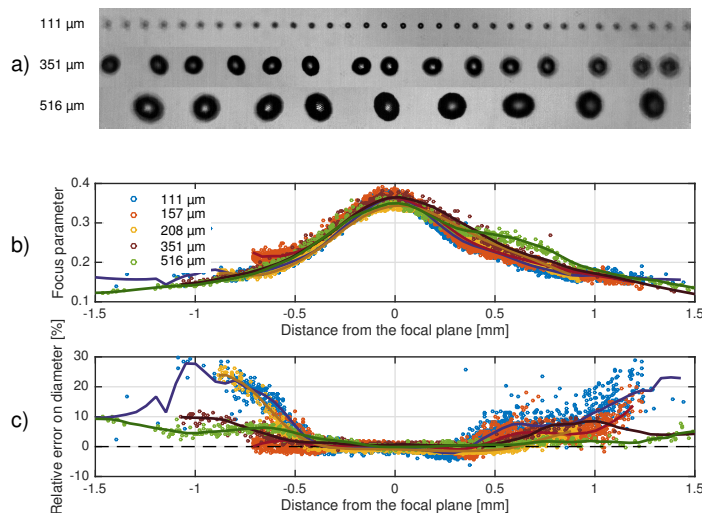 111 µm
a) 351 µm
516 µm
b)
Focus parameter
0.4
0.3
0.2
0.1
111 µm
157 µm
208 µm
351 µm
516 µm
-1.5 -1 -0.5 0 0.5 1 1.5
Distance from the focal plane [mm]
c)
Relative error on diameter [%]
30
20
10
0
-10
-1.5 -1 -0.5 0 0.5 1 1.5
Distance from the focal plane [mm]